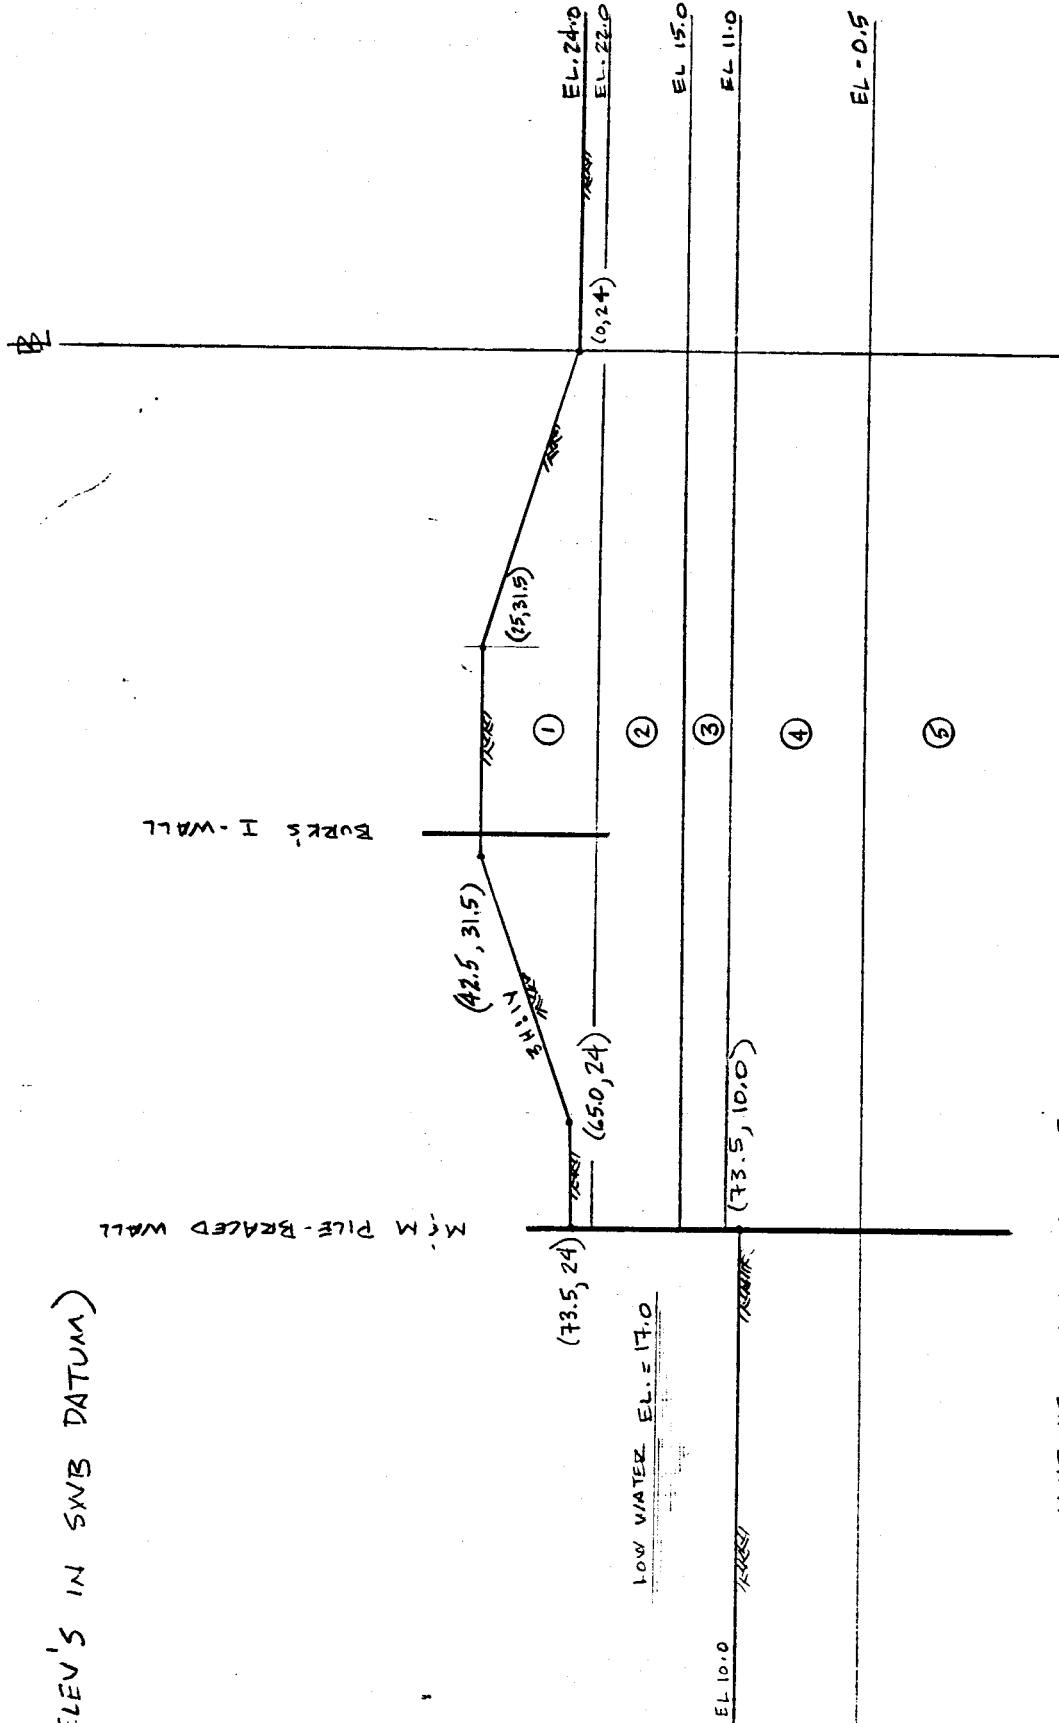 ELEV'S IN SWB DATUM)
M&M PILE-BRACED WALL
BURK'S I-WALL
BL
(73.5, 24)
(65.0, 24)
3H:1V
(42.5, 31.5)
(25, 31.5)
(0, 24)
EL. 24.0
EL. 22.0
EL 15.0
EL 11.0
EL -0.5
1
2
3
4
5
LOW WATER EL. = 17.0
(73.5, 10.0)
EL 10.0